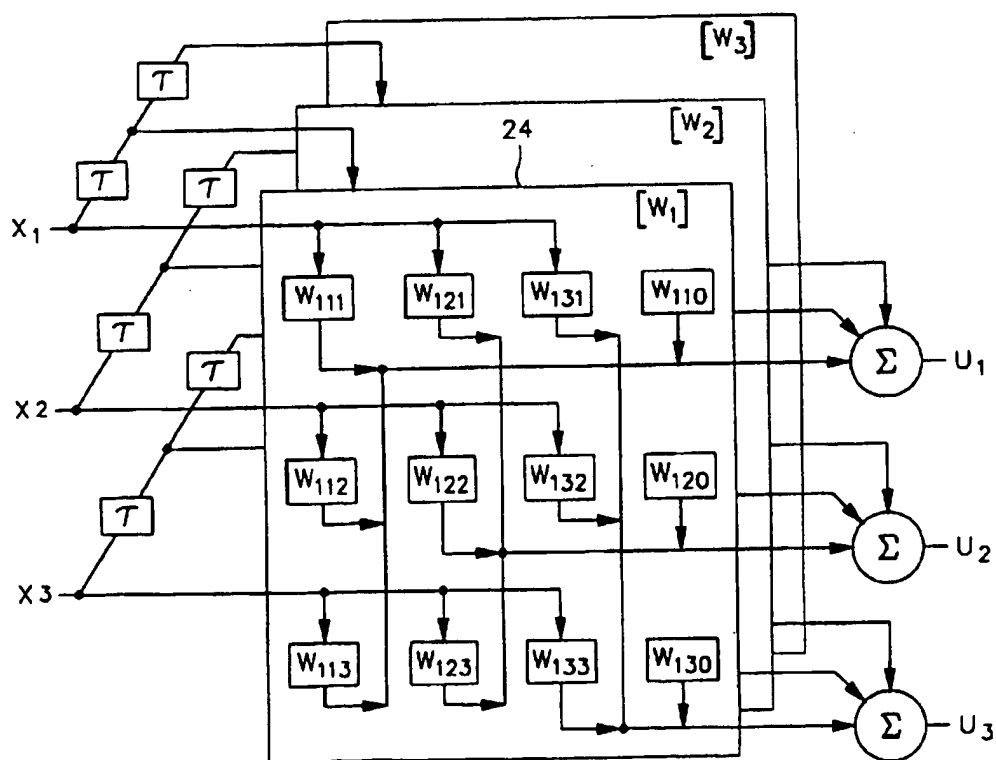 [W₃]
τ
24
[W₂]
τ
τ
[W₁]
X₁
W₁₁₁
W₁₂₁
W₁₃₁
W₁₁₀
τ
τ
Σ
U₁
X2
W₁₁₂
W₁₂₂
W₁₃₂
W₁₂₀
τ
Σ
U₂
X3
W₁₁₃
W₁₂₃
W₁₃₃
W₁₃₀
Σ
U₃